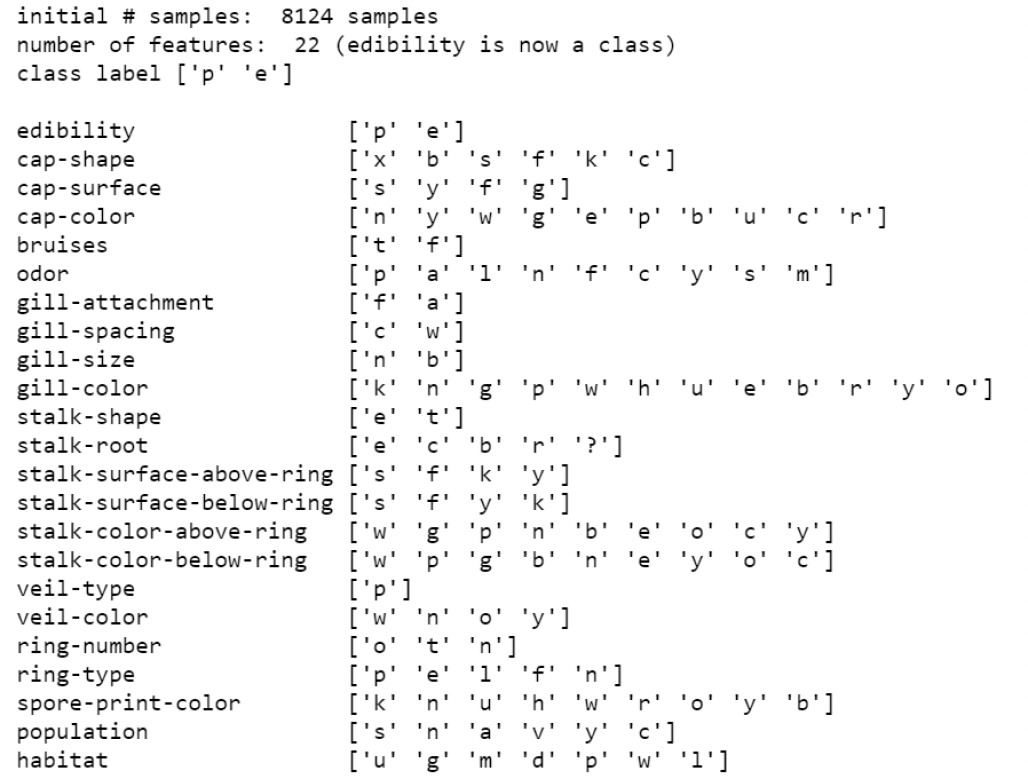 initial # samples:  8124 samples
number of features:  22 (edibility is now a class)
class label ['p' 'e']
edibility ['p' 'e']
cap-shape ['x' 'b' 's' 'f' 'k' 'c']
cap-surface ['s' 'y' 'f' 'g']
cap-color ['n' 'y' 'w' 'g' 'e' 'p' 'b' 'u' 'c' 'r']
bruises ['t' 'f']
odor ['p' 'a' 'l' 'n' 'f' 'c' 'y' 's' 'm']
gill-attachment ['f' 'a']
gill-spacing ['c' 'w']
gill-size ['n' 'b']
gill-color ['k' 'n' 'g' 'p' 'w' 'h' 'u' 'e' 'b' 'r' 'y' 'o']
stalk-shape ['e' 't']
stalk-root ['e' 'c' 'b' 'r' '?']
stalk-surface-above-ring ['s' 'f' 'k' 'y']
stalk-surface-below-ring ['s' 'f' 'y' 'k']
stalk-color-above-ring ['w' 'g' 'p' 'n' 'b' 'e' 'o' 'c' 'y']
stalk-color-below-ring ['w' 'p' 'g' 'b' 'n' 'e' 'y' 'o' 'c']
veil-type ['p']
veil-color ['w' 'n' 'o' 'y']
ring-number ['o' 't' 'n']
ring-type ['p' 'e' 'l' 'f' 'n']
spore-print-color ['k' 'n' 'u' 'h' 'w' 'r' 'o' 'y' 'b']
population ['s' 'n' 'a' 'v' 'y' 'c']
habitat ['u' 'g' 'm' 'd' 'p' 'w' 'l']